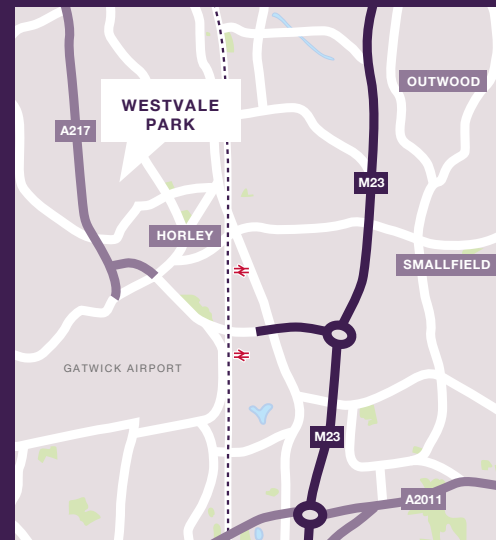 OUTWOOD
WESTVALE
PARK
A217
M23
HORLEY
SMALLFIELD
GATWICK AIRPORT
M23
A2011